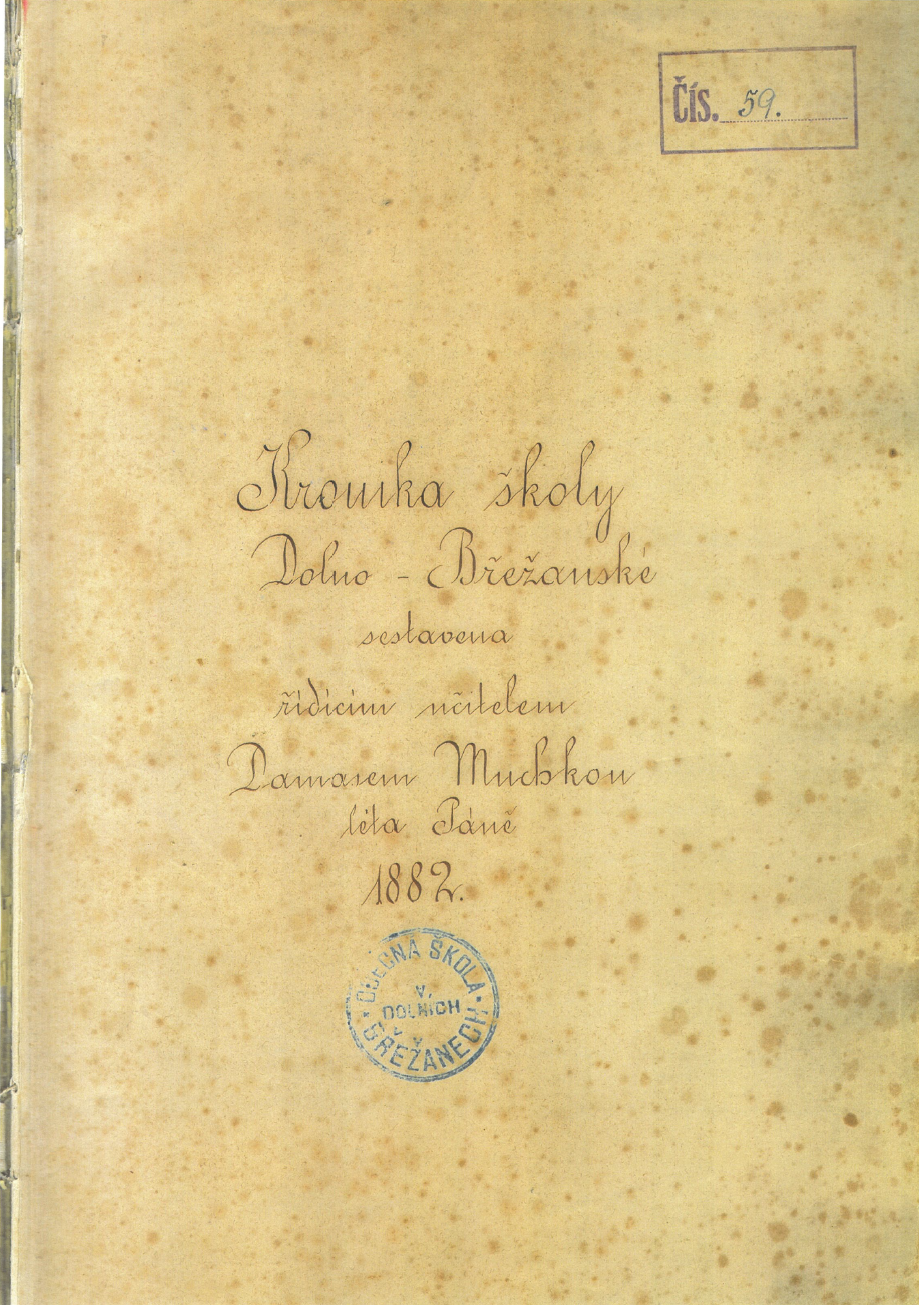 Čís. 59.
Kronika školy
Dolno - Břežanské
sestavena
řídícím učitelem
Damasem Muchkou
léta Páně
1882.
OBECNÁ ŠKOLA
V.
DOLNÍCH
BŘEŽANECH